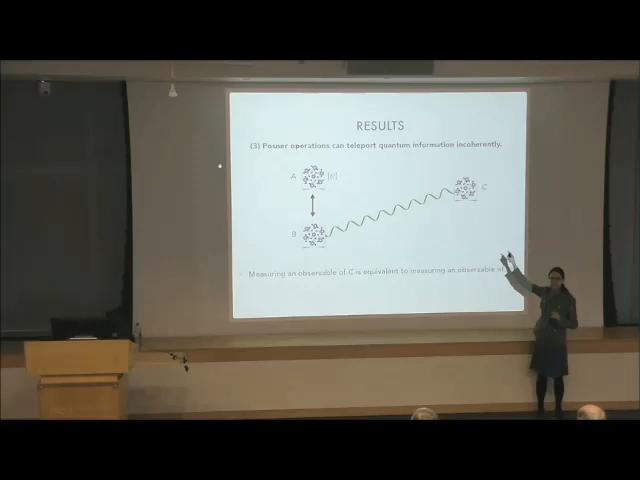 RESULTS
(3) Posner operations can teleport quantum information incoherently.
A
C
B
Measuring an observable of C is equivalent to measuring an observable of